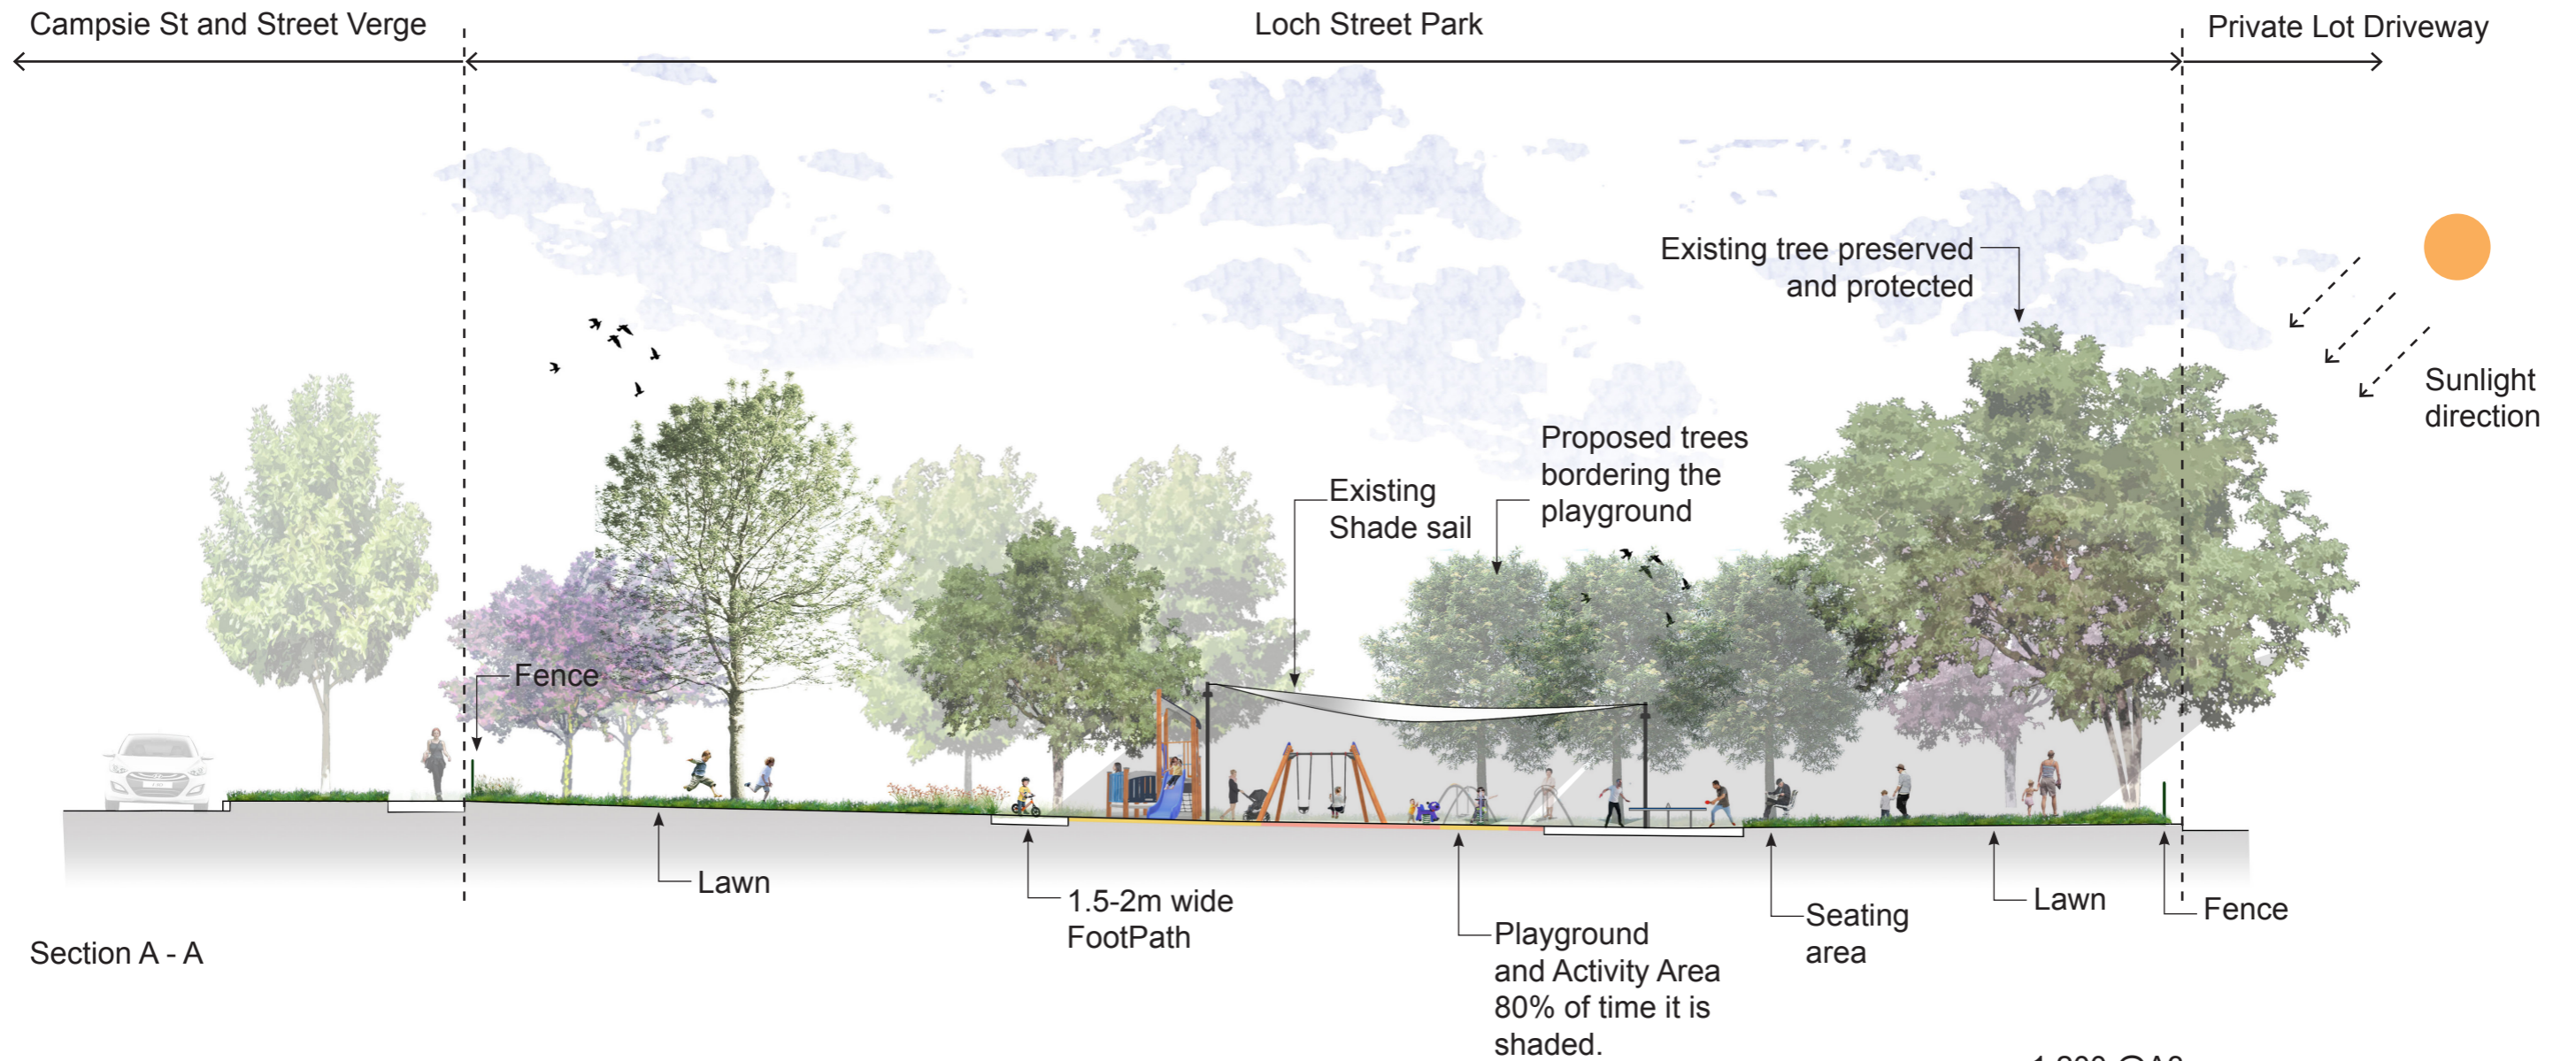 Campsie St and Street Verge
Loch Street Park
Private Lot Driveway
Existing tree preserved
and protected
Sunlight
direction
Proposed trees
bordering the
playground
Existing
Shade sail
Fence
Lawn
1.5-2m wide
FootPath
Playground
and Activity Area
80% of time it is
shaded.
Seating
area
Lawn
Fence
Section A - A